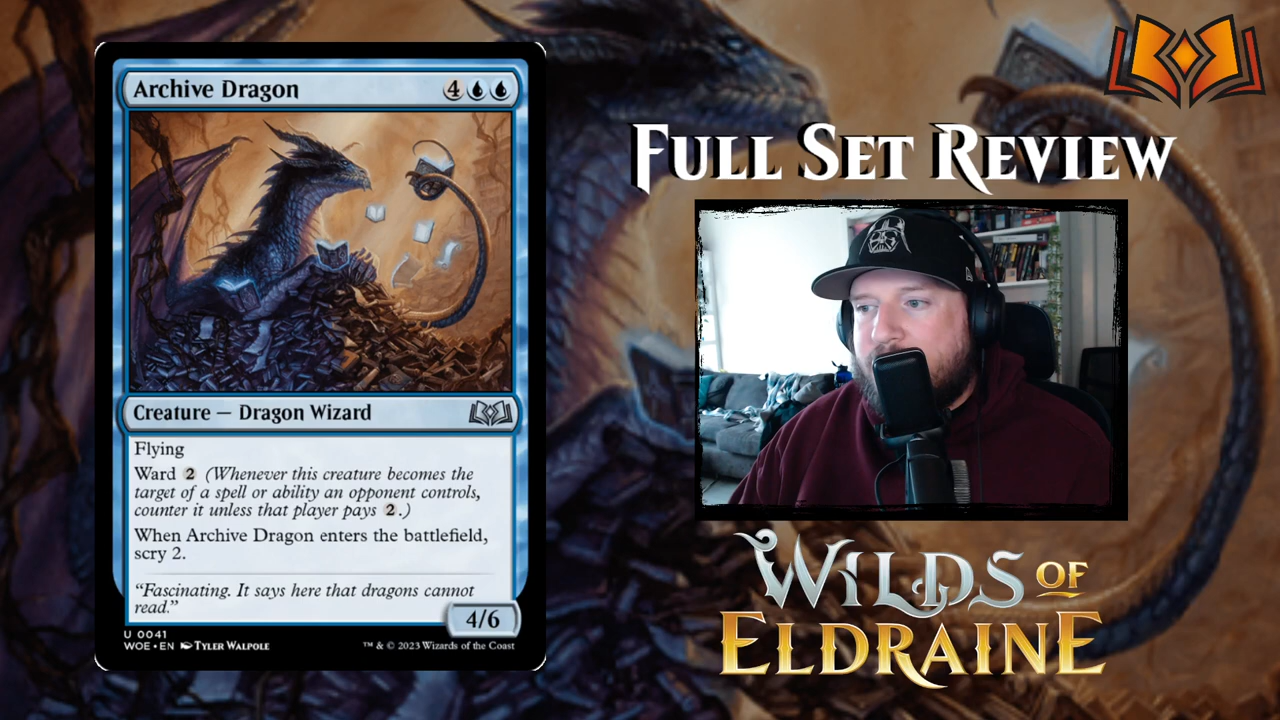 Archive Dragon 4
Creature — Dragon Wizard
Flying
Ward 2 (Whenever this creature becomes the
target of a spell or ability an opponent controls,
counter it unless that player pays 2.)
When Archive Dragon enters the battlefield,
scry 2.
“Fascinating. It says here that dragons cannot
read.”
4/6
U 0041
WOE • EN Tyler Walpole
™ & © 2023 Wizards of the Coast
Full Set Review
Wilds of
Eldraine